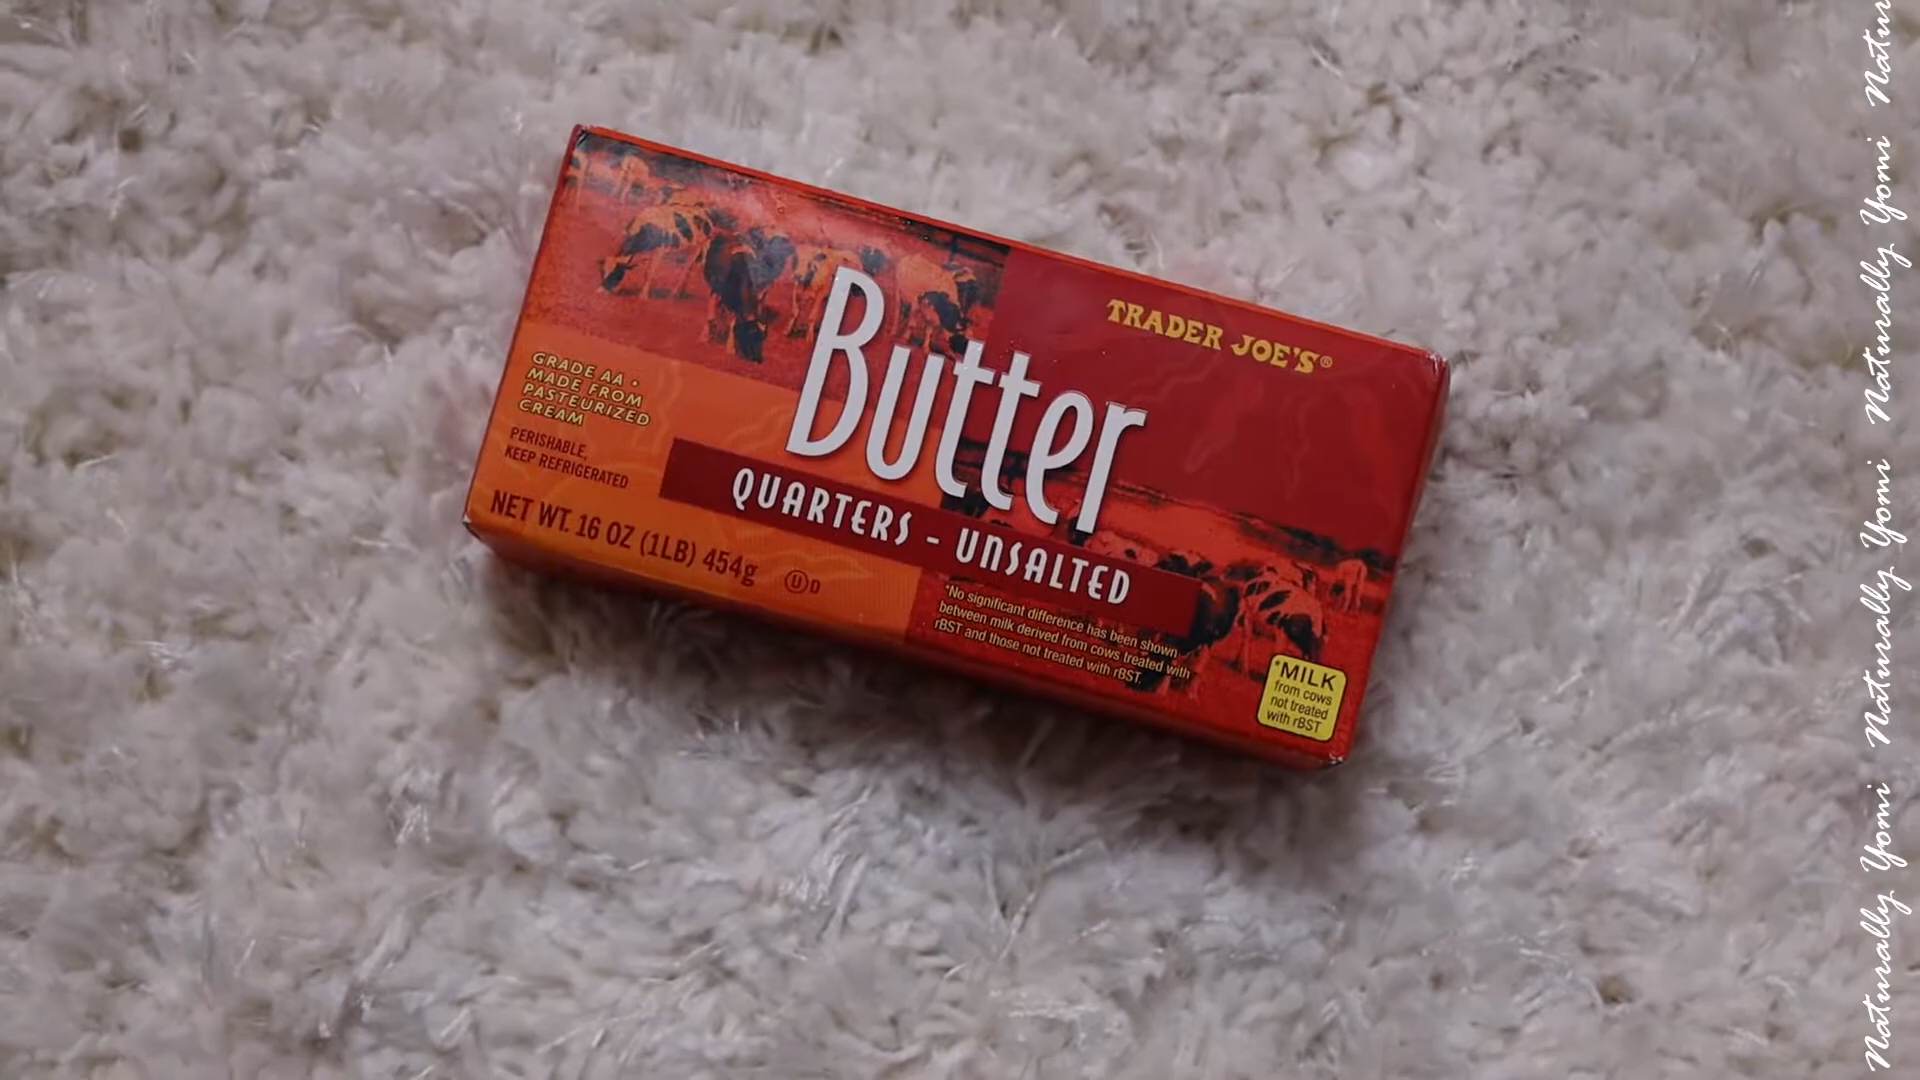 TRADER JOE'S®
Butter
QUARTERS - UNSALTED
GRADE AA •
MADE FROM
PASTEURIZED
CREAM
PERISHABLE,
KEEP REFRIGERATED
NET WT. 16 OZ (1LB) 454g
U D
*No significant difference has been shown
between milk derived from cows treated with
rBST and those not treated with rBST.
*MILK
from cows
not treated
with rBST
Naturally Yomi Naturally Yomi Naturally Yomi Natur